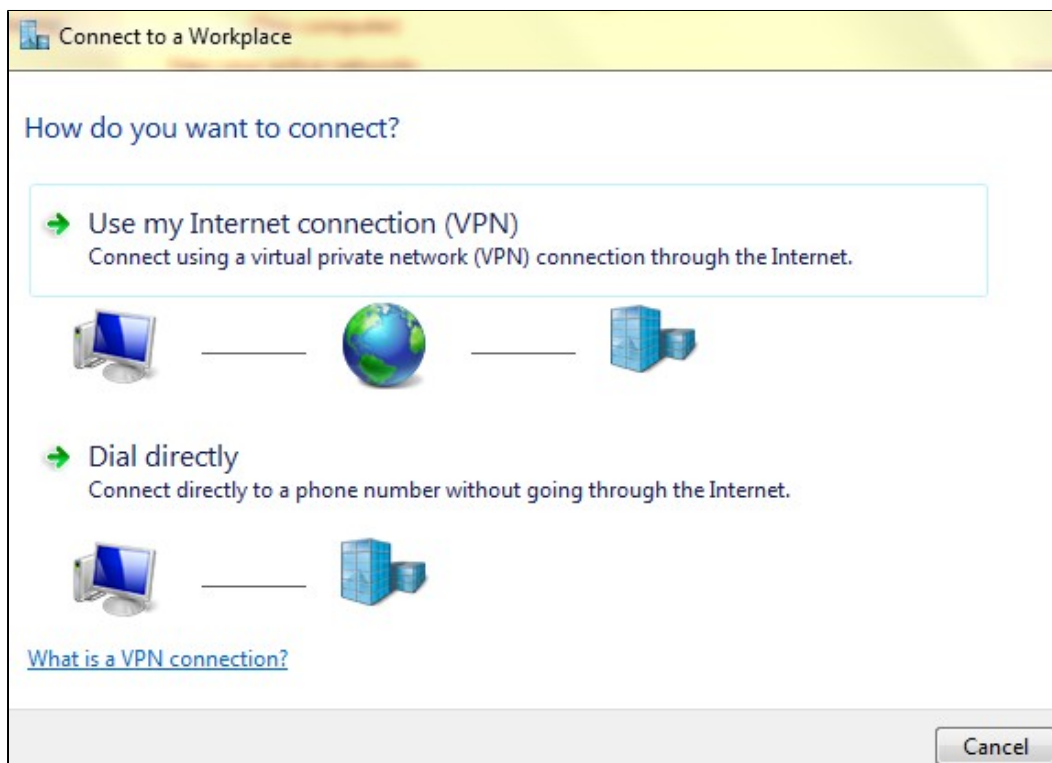 Connect to a Workplace
How do you want to connect?
Use my Internet connection (VPN)
Connect using a virtual private network (VPN) connection through the Internet.
Dial directly
Connect directly to a phone number without going through the Internet.
What is a VPN connection?
Cancel